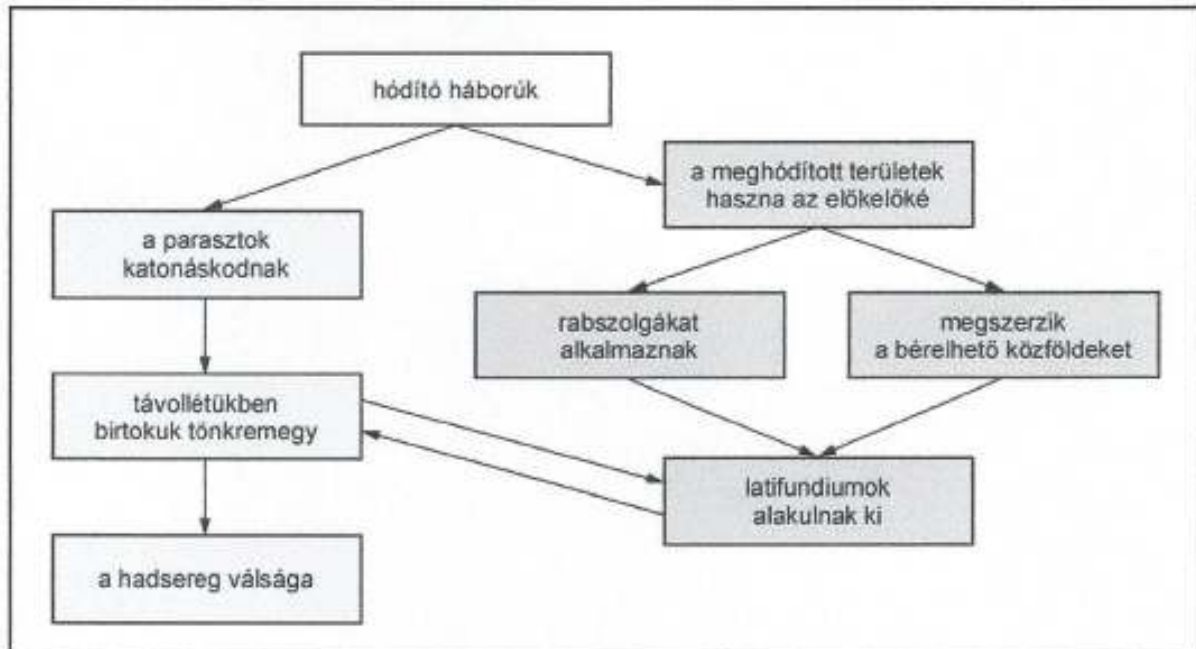 hódító háborúk
a meghódított területek
haszna az előkelőké
a parasztok
katonáskodnak
rabszolgákat
alkalmaznak
megszerzik
a bérelhető közföldeket
távollétükben
birtokuk tönkremegy
latifundiumok
alakulnak ki
a hadsereg válsága